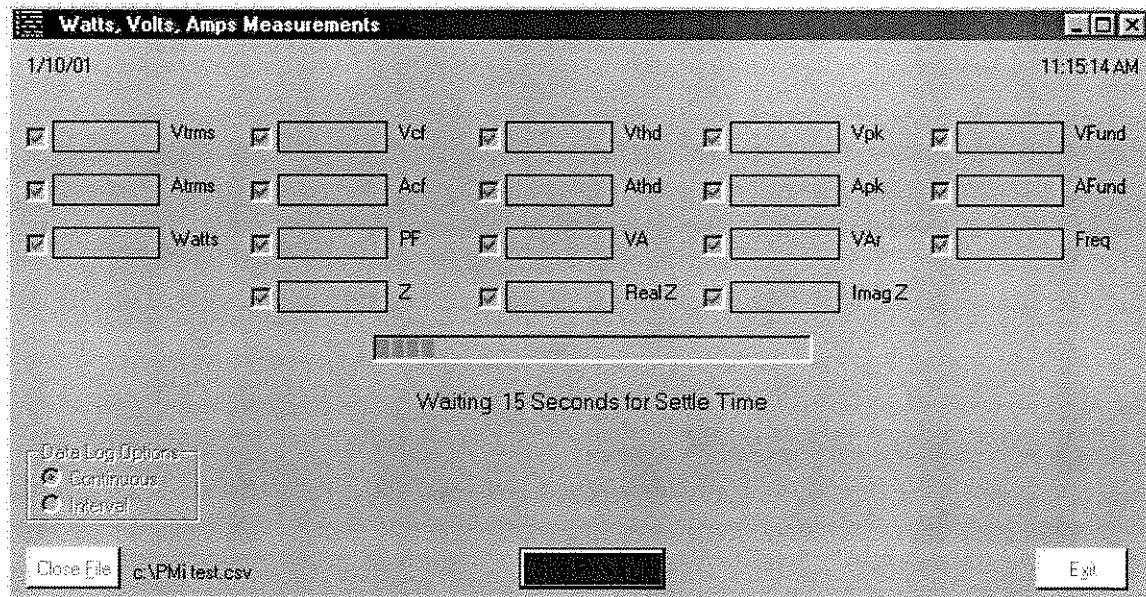 Watts, Volts, Amps Measurements
1/10/01
11:15:14 AM
Vtrms
Vcf
Vthd
Vpk
VFund
Atrms
Acf
Athd
Apk
AFund
Watts
PF
VA
VAr
Freq
Z
Real Z
Imag Z
Waiting 15 Seconds for Settle Time
Data Log Options
Continuous
Interval
Close File
c:\PMi test.csv
Exit